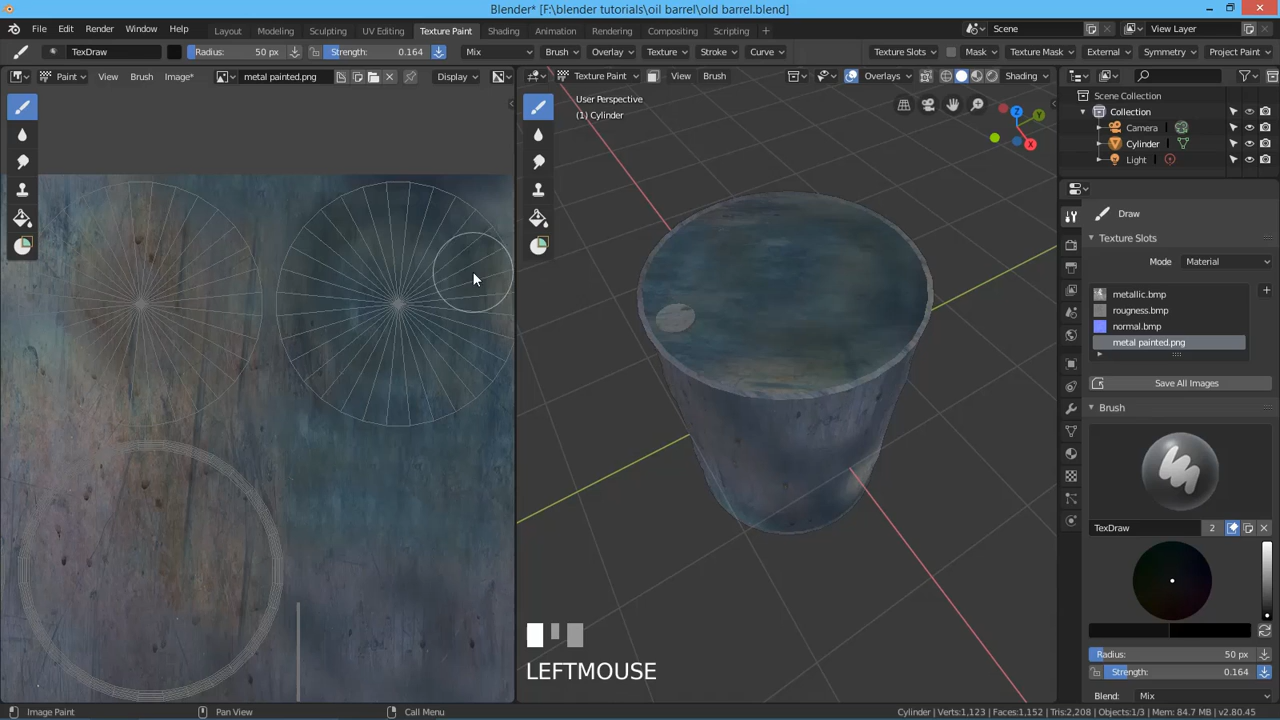 Blender* [F:\blender tutorials\oil barrel\old barrel.blend]
File Edit Render Window Help Layout Modeling Sculpting UV Editing Texture Paint Shading Animation Rendering Compositing Scripting Scene View Layer
TexDraw Radius: 50 px Strength: 0.164 Mix Brush Overlay Texture Stroke Curve Texture Slots Mask Texture Mask External Symmetry Project Paint
Paint View Brush Image* metal painted.png Display Texture Paint View Brush Overlays Shading
User Perspective
(1) Cylinder
Scene Collection
Collection
Camera
Cylinder
Light
Draw
Texture Slots
Mode Material
metallic.bmp
rougness.bmp
normal.bmp
metal painted.png
Save All Images
Brush
TexDraw 2
Radius: 50 px
Strength: 0.164
Blend: Mix
LEFTMOUSE
Image Paint Pan View Call Menu Cylinder | Verts:1,123 | Faces:1,152 | Tris:2,208 | Objects:1/3 | Mem: 84.7 MB | v2.80.45